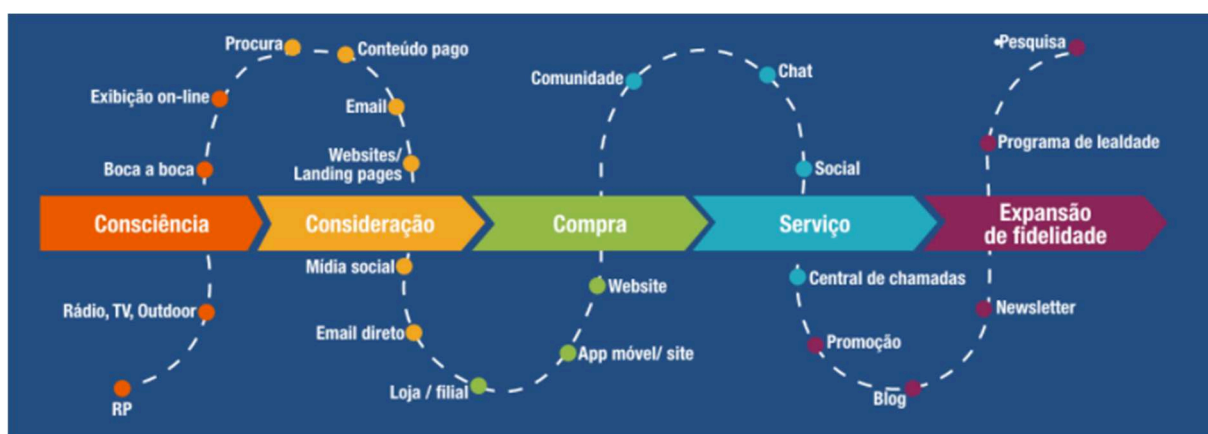 Procura
Conteúdo pago
Pesquisa
Comunidade
Chat
Exibição on-line
Email
Boca a boca
Websites/
Landing pages
Social
Programa de lealdade
Consciência
Consideração
Compra
Serviço
Expansão
de fidelidade
Mídia social
Website
Central de chamadas
Rádio, TV, Outdoor
Email direto
App móvel/ site
Promoção
Newsletter
RP
Loja / filial
Blog